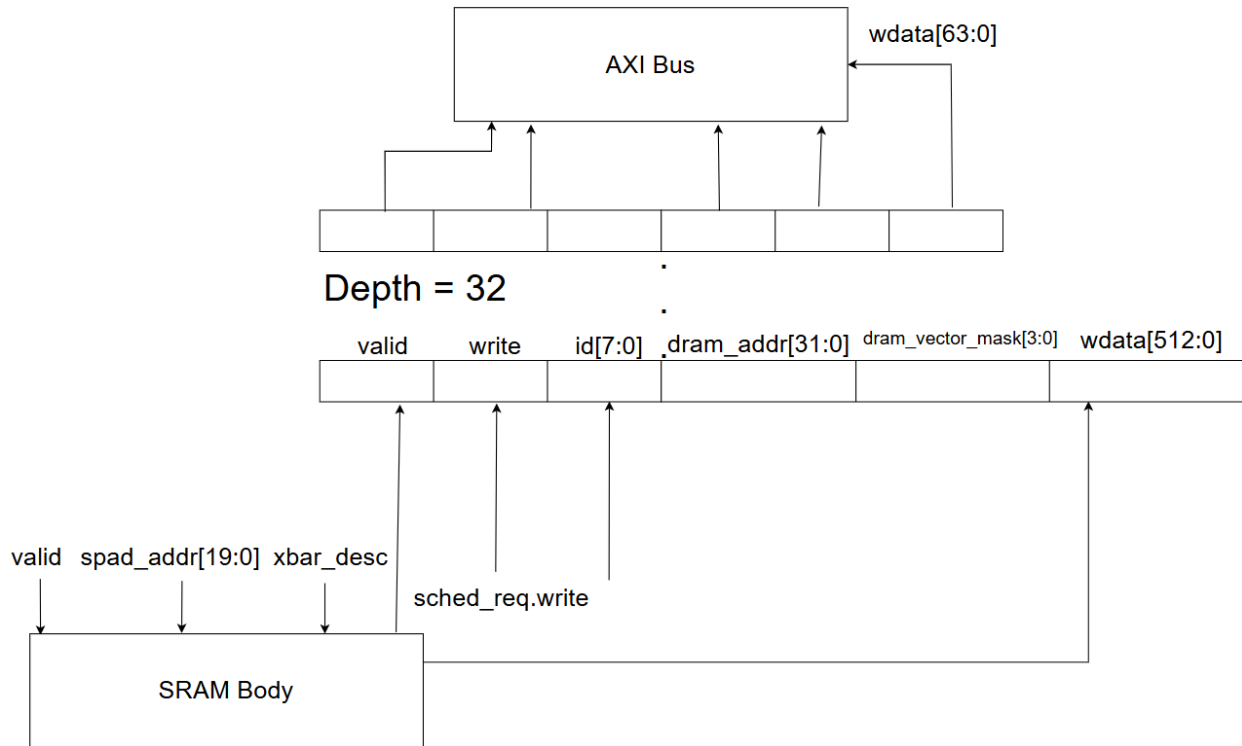 wdata[63:0]
AXI Bus
Depth = 32
valid write id[7:0] dram_addr[31:0] dram_vector_mask[3:0] wdata[512:0]
valid spad_addr[19:0] xbar_desc
sched_req.write
SRAM Body